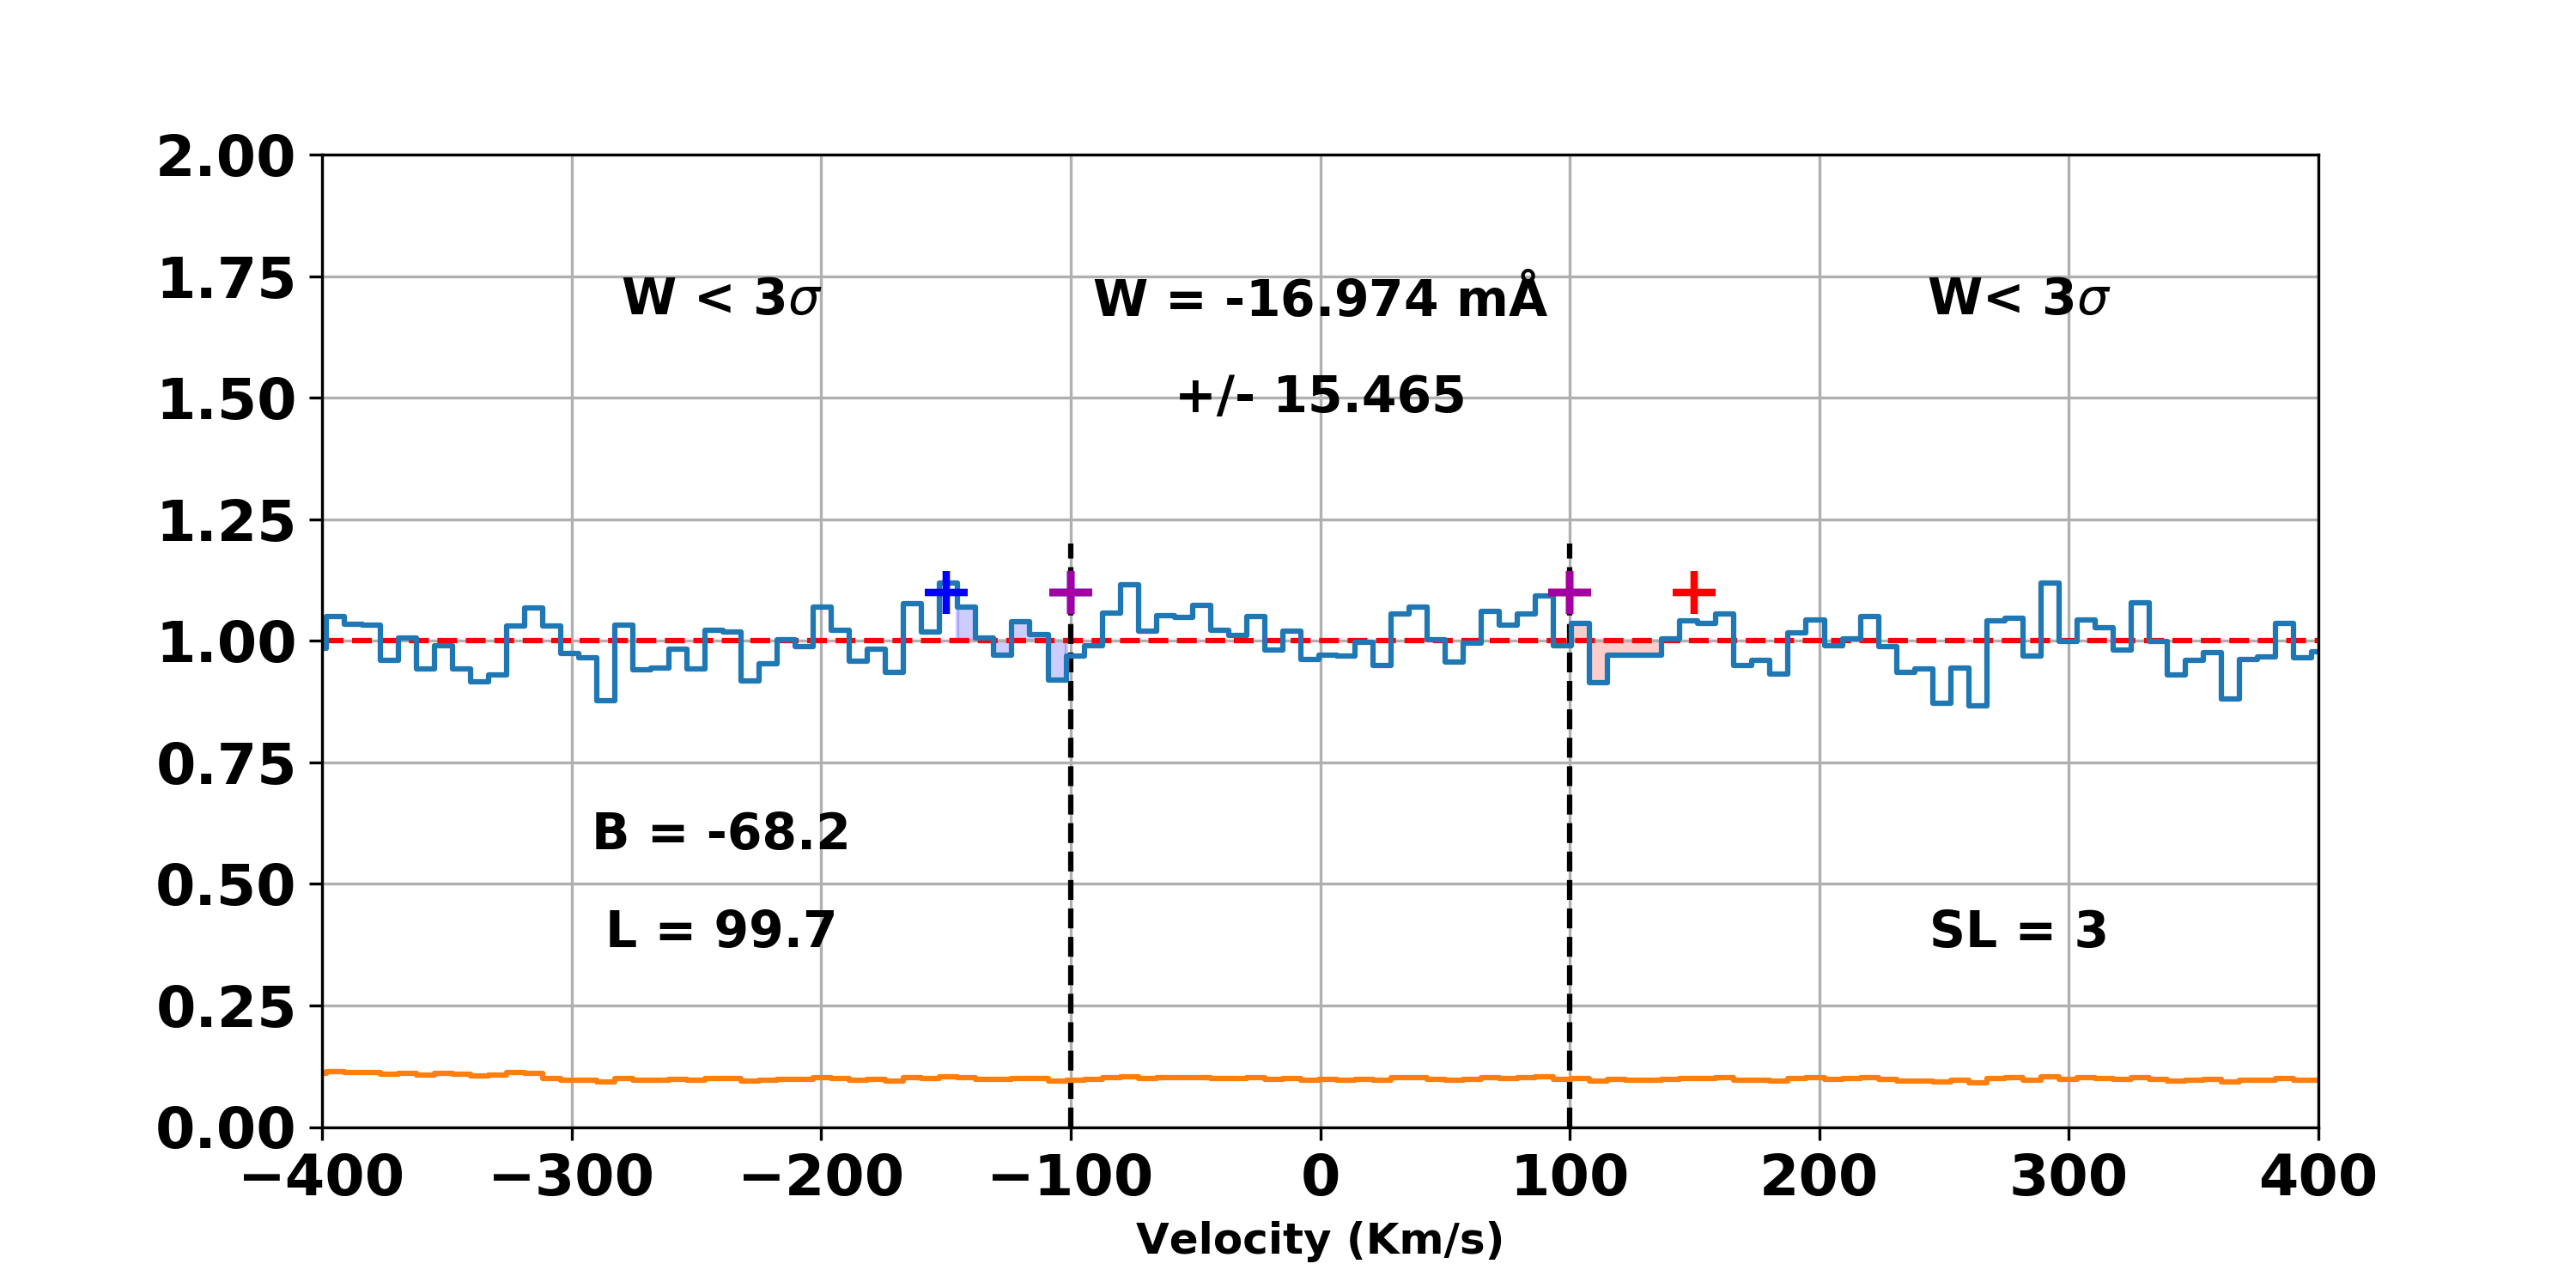 2.00
1.75
1.50
1.25
1.00
0.75
0.50
0.25
0.00
W < 3σ
W = -16.974 mÅ
+/- 15.465
W< 3σ
B = -68.2
L = 99.7
SL = 3
−400 −300 −200 −100 0 100 200 300 400
Velocity (Km/s)